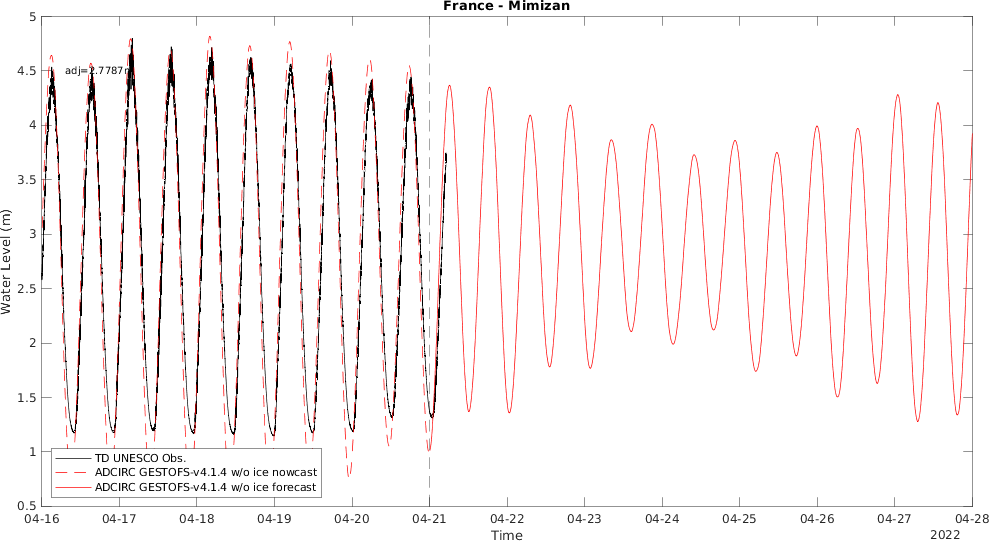 France - Mimizan
5
4.5
4
3.5
3
2.5
2
1.5
1
0.5
Water Level (m)
adj=2.7787m
TD UNESCO Obs.
ADCIRC GESTOFS-v4.1.4 w/o ice nowcast
ADCIRC GESTOFS-v4.1.4 w/o ice forecast
04-16 04-17 04-18 04-19 04-20 04-21 04-22 04-23 04-24 04-25 04-26 04-27 04-28
Time
2022